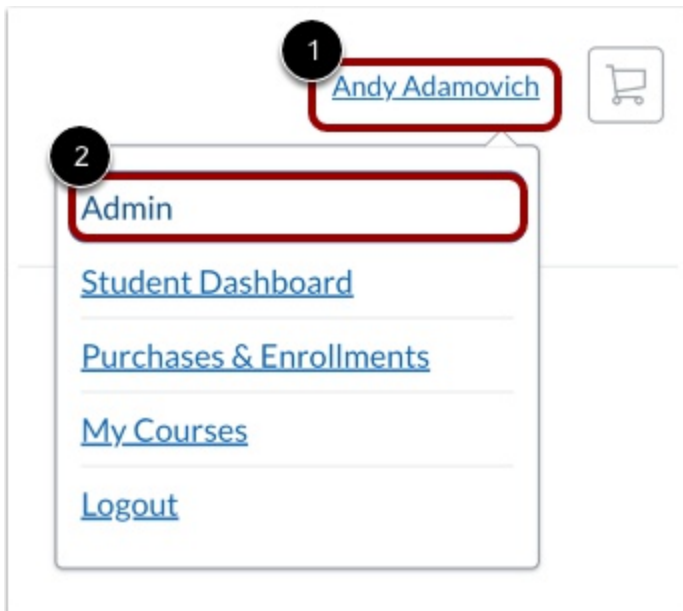 1
Andy Adamovich
2
Admin
Student Dashboard
Purchases & Enrollments
My Courses
Logout